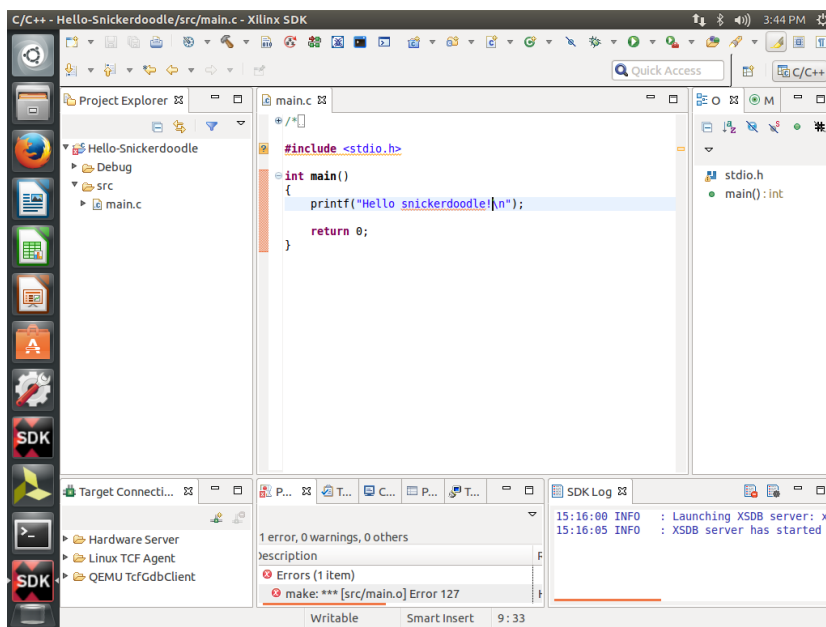 C/C++ - Hello-Snickerdoodle/src/main.c - Xilinx SDK
3:44 PM
Quick Access
C/C++
Project Explorer
main.c
O
M
Hello-Snickerdoodle
Debug
src
main.c
/*
#include <stdio.h>
int main()
{
printf("Hello snickerdoodle!\n");
return 0;
}
stdio.h
main() : int
SDK
SDK
Target Connecti...
P...
T...
C...
P...
T...
SDK Log
Hardware Server
Linux TCF Agent
QEMU TcfGdbClient
1 error, 0 warnings, 0 others
Description
Errors (1 item)
make: *** [src/main.o] Error 127
15:16:00 INFO : Launching XSDB server: x
15:16:05 INFO : XSDB server has started
Writable
Smart Insert
9 : 33